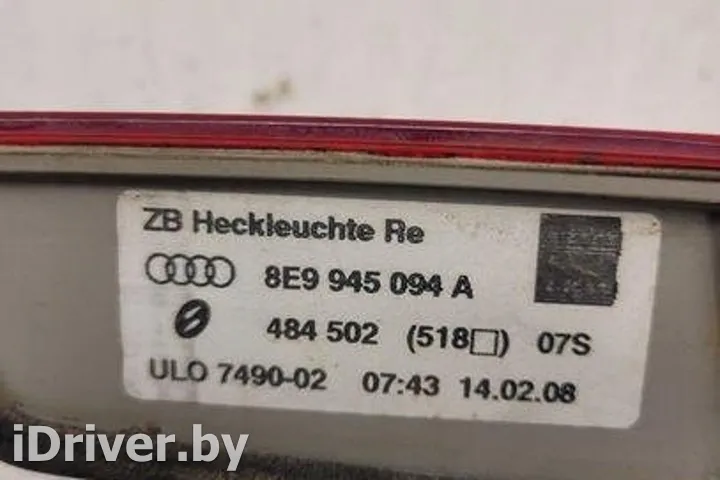 ZB Heckleuchte Re
8E9 945 094 A
484 502 (518□) 07S
ULO 7490-02 07:43 14.02.08
iDriver.by